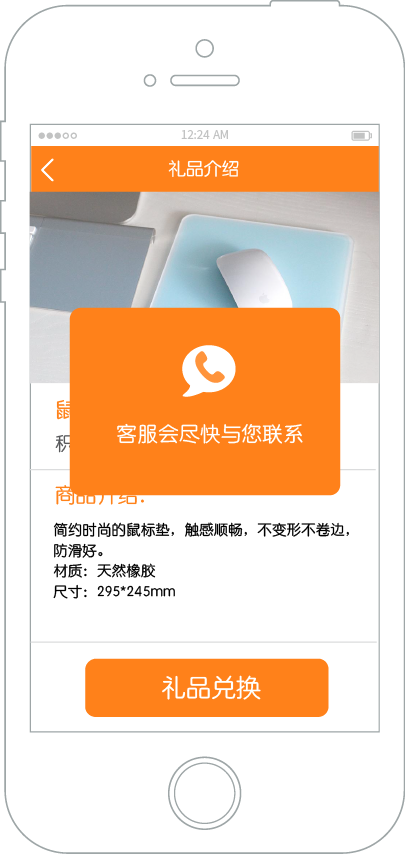 12:24 AM
礼品介绍
客服会尽快与您联系
鼠
积
商品介绍：
简约时尚的鼠标垫，触感顺畅，不变形不卷边，
防滑好。
材质：天然橡胶
尺寸：295*245mm
礼品兑换